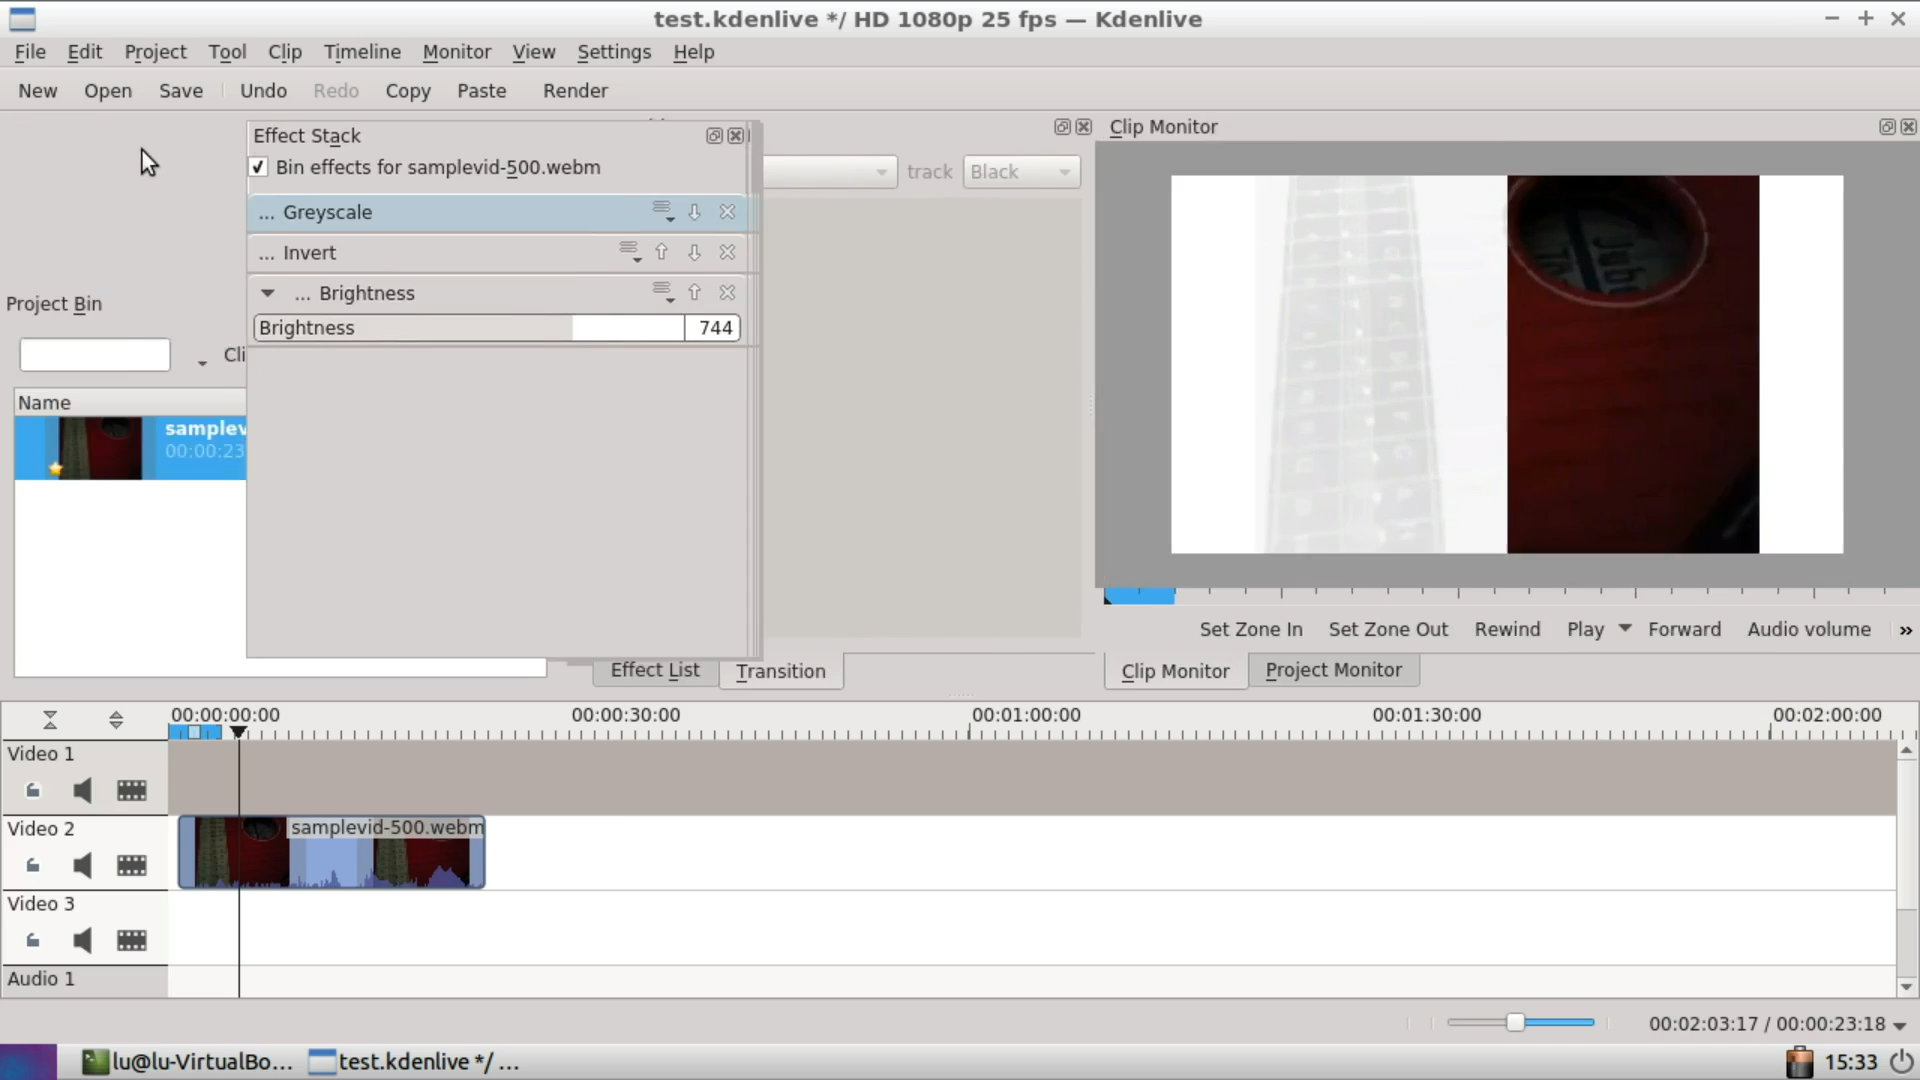 test.kdenlive */ HD 1080p 25 fps — Kdenlive
File Edit Project Tool Clip Timeline Monitor View Settings Help
New Open Save Undo Redo Copy Paste Render
Effect Stack
Clip Monitor
Bin effects for samplevid-500.webm
track Black
... Greyscale
... Invert
... Brightness
Brightness 744
Project Bin
Cli
Name
samplev
00:00:23
Set Zone In Set Zone Out Rewind Play Forward Audio volume »
Effect List Transition Clip Monitor Project Monitor
00:00:00:00 00:00:30:00 00:01:00:00 00:01:30:00 00:02:00:00
Video 1
Video 2
samplevid-500.webm
Video 3
Audio 1
00:02:03:17 / 00:00:23:18
lu@lu-VirtualBo... test.kdenlive */ ... 15:33